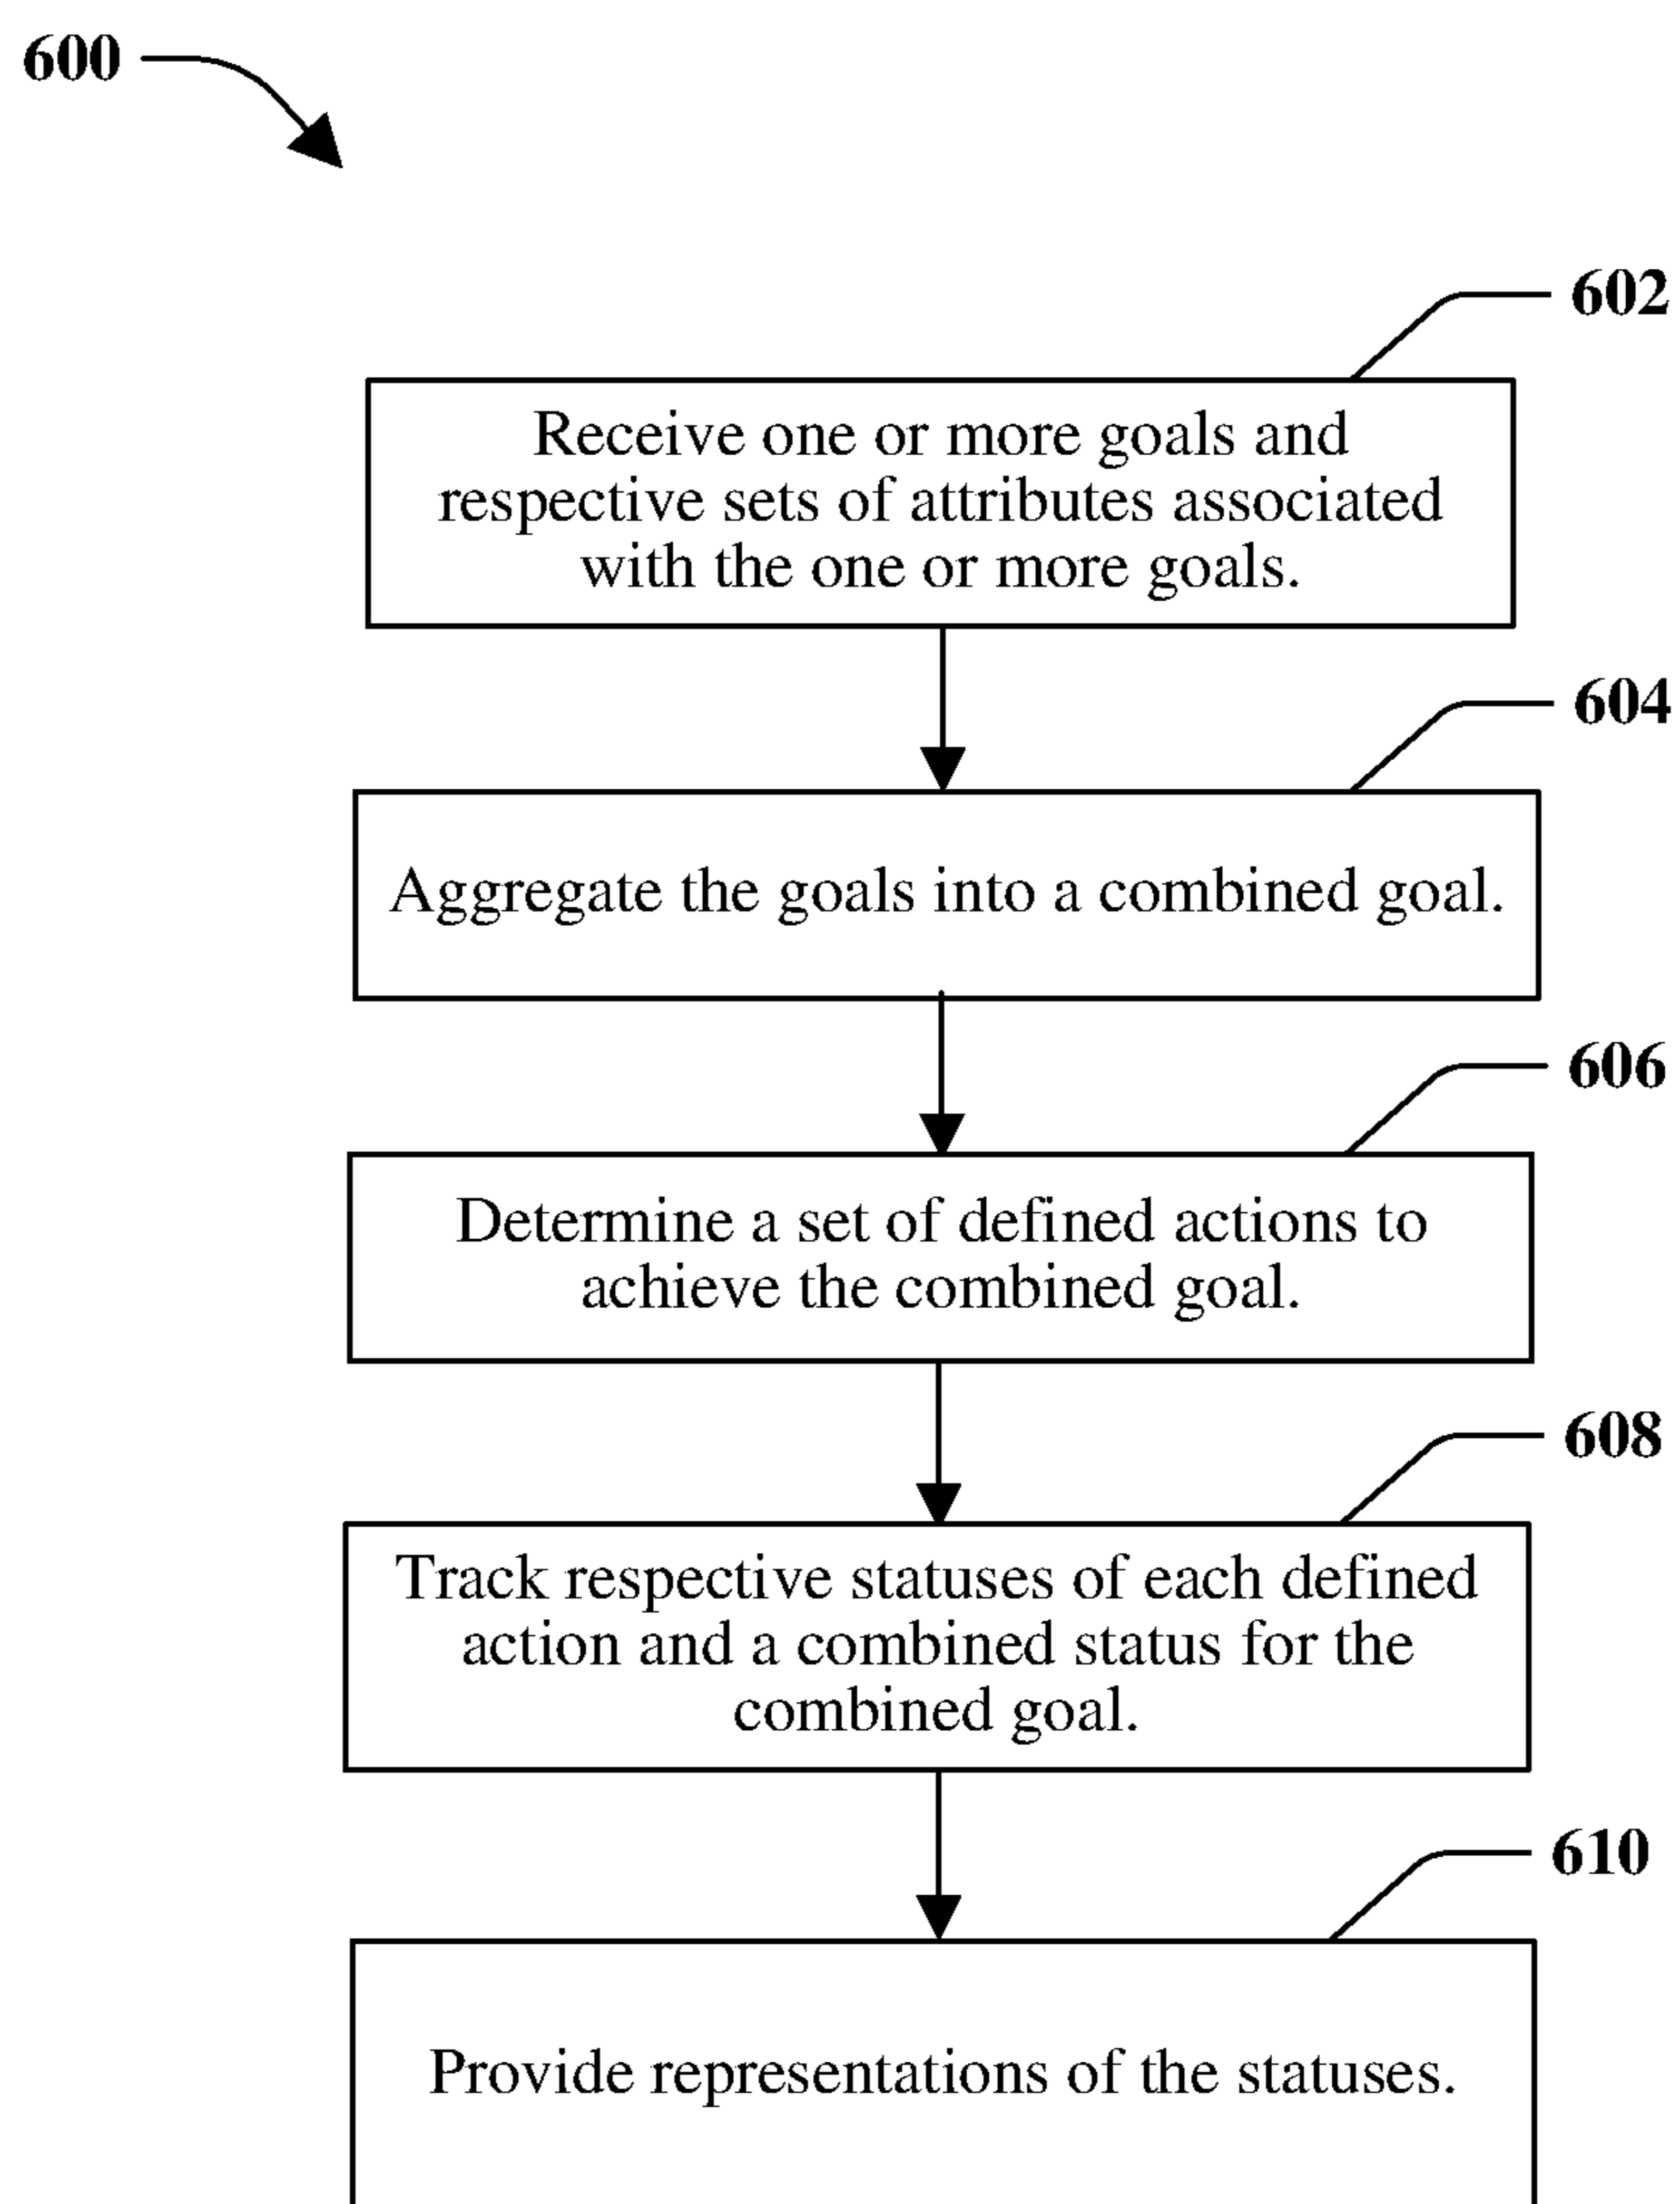 600
602
Receive one or more goals and
respective sets of attributes associated
with the one or more goals.
604
Aggregate the goals into a combined goal.
606
Determine a set of defined actions to
achieve the combined goal.
608
Track respective statuses of each defined
action and a combined status for the
combined goal.
610
Provide representations of the statuses.